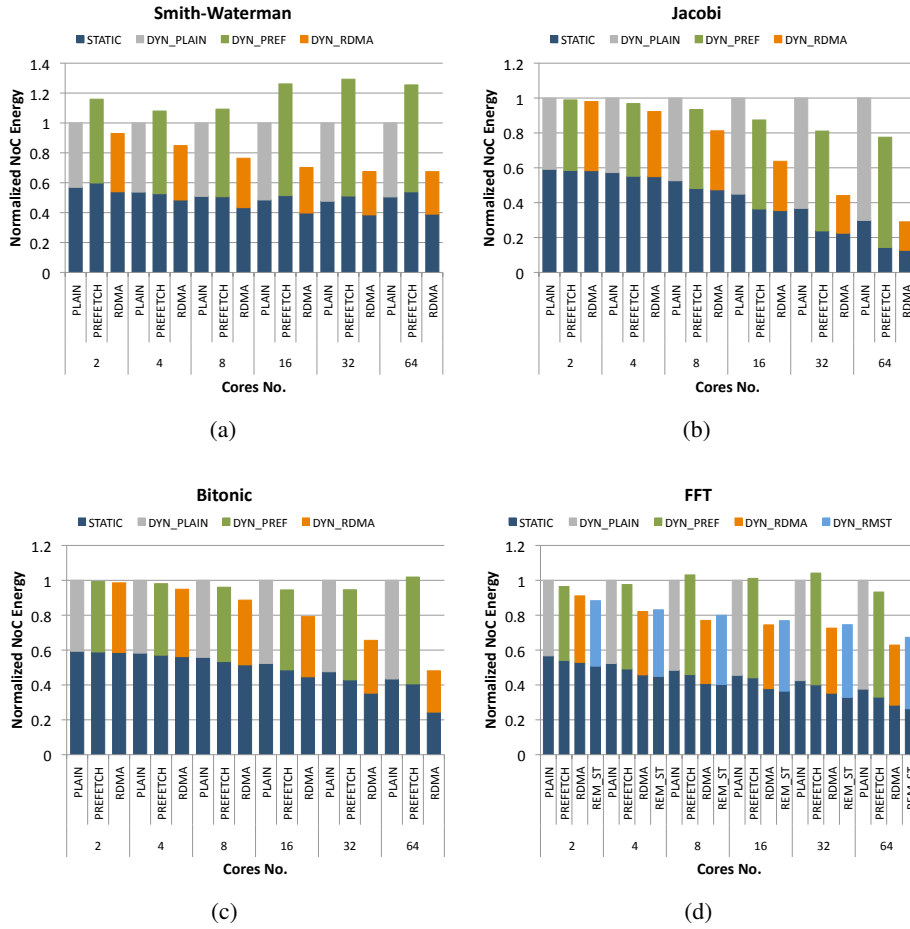 Smith-Waterman
STATIC DYN_PLAIN DYN_PREF DYN_RDMA
Normalized NoC Energy
1.4
1.2
1
0.8
0.6
0.4
0.2
0
PLAIN PREFETCH RDMA PLAIN PREFETCH RDMA PLAIN PREFETCH RDMA PLAIN PREFETCH RDMA PLAIN PREFETCH RDMA PLAIN PREFETCH RDMA
2 4 8 16 32 64
Cores No.
(a)
Jacobi
STATIC DYN_PLAIN DYN_PREF DYN_RDMA
Normalized NoC Energy
1.2
1
0.8
0.6
0.4
0.2
0
PLAIN PREFETCH RDMA PLAIN PREFETCH RDMA PLAIN PREFETCH RDMA PLAIN PREFETCH RDMA PLAIN PREFETCH RDMA PLAIN PREFETCH RDMA
2 4 8 16 32 64
Cores No.
(b)
Bitonic
STATIC DYN_PLAIN DYN_PREF DYN_RDMA
Normalized NoC Energy
1.2
1
0.8
0.6
0.4
0.2
0
PLAIN PREFETCH RDMA PLAIN PREFETCH RDMA PLAIN PREFETCH RDMA PLAIN PREFETCH RDMA PLAIN PREFETCH RDMA PLAIN PREFETCH RDMA
2 4 8 16 32 64
Cores No.
(c)
FFT
STATIC DYN_PLAIN DYN_PREF DYN_RDMA DYN_RMST
Normalized NoC Energy
1.2
1
0.8
0.6
0.4
0.2
0
PLAIN PREFETCH RDMA REM_ST PLAIN PREFETCH RDMA REM_ST PLAIN PREFETCH RDMA REM_ST PLAIN PREFETCH RDMA REM_ST PLAIN PREFETCH RDMA REM_ST PLAIN PREFETCH RDMA REM_ST
2 4 8 16 32 64
Cores No.
(d)